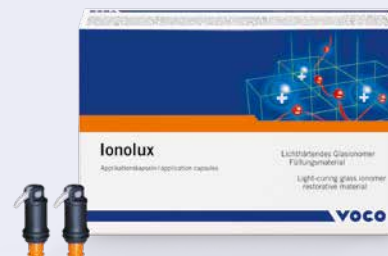 Ionolux
Applikationskapseln/application capsules
Lichthärtendes Glasionomer
Füllungsmaterial
Light-curing glass ionomer
restorative material
VOCO